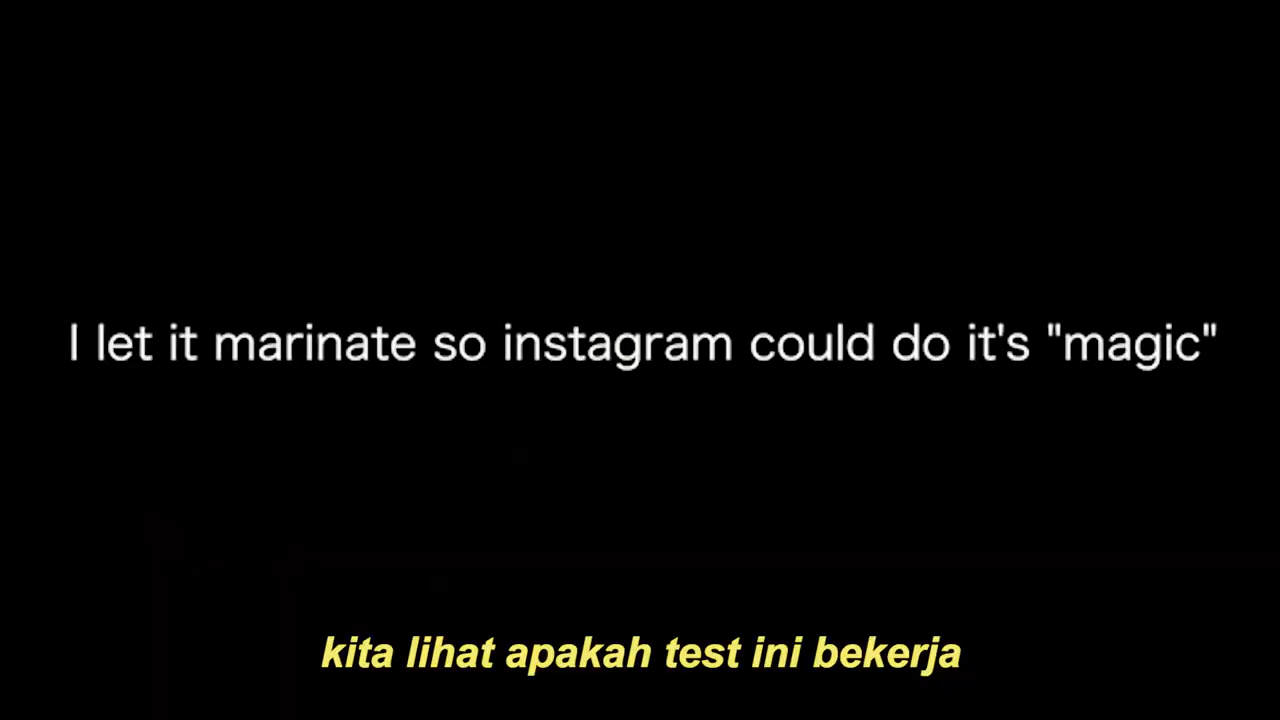 I let it marinate so instagram could do it's "magic"
kita lihat apakah test ini bekerja